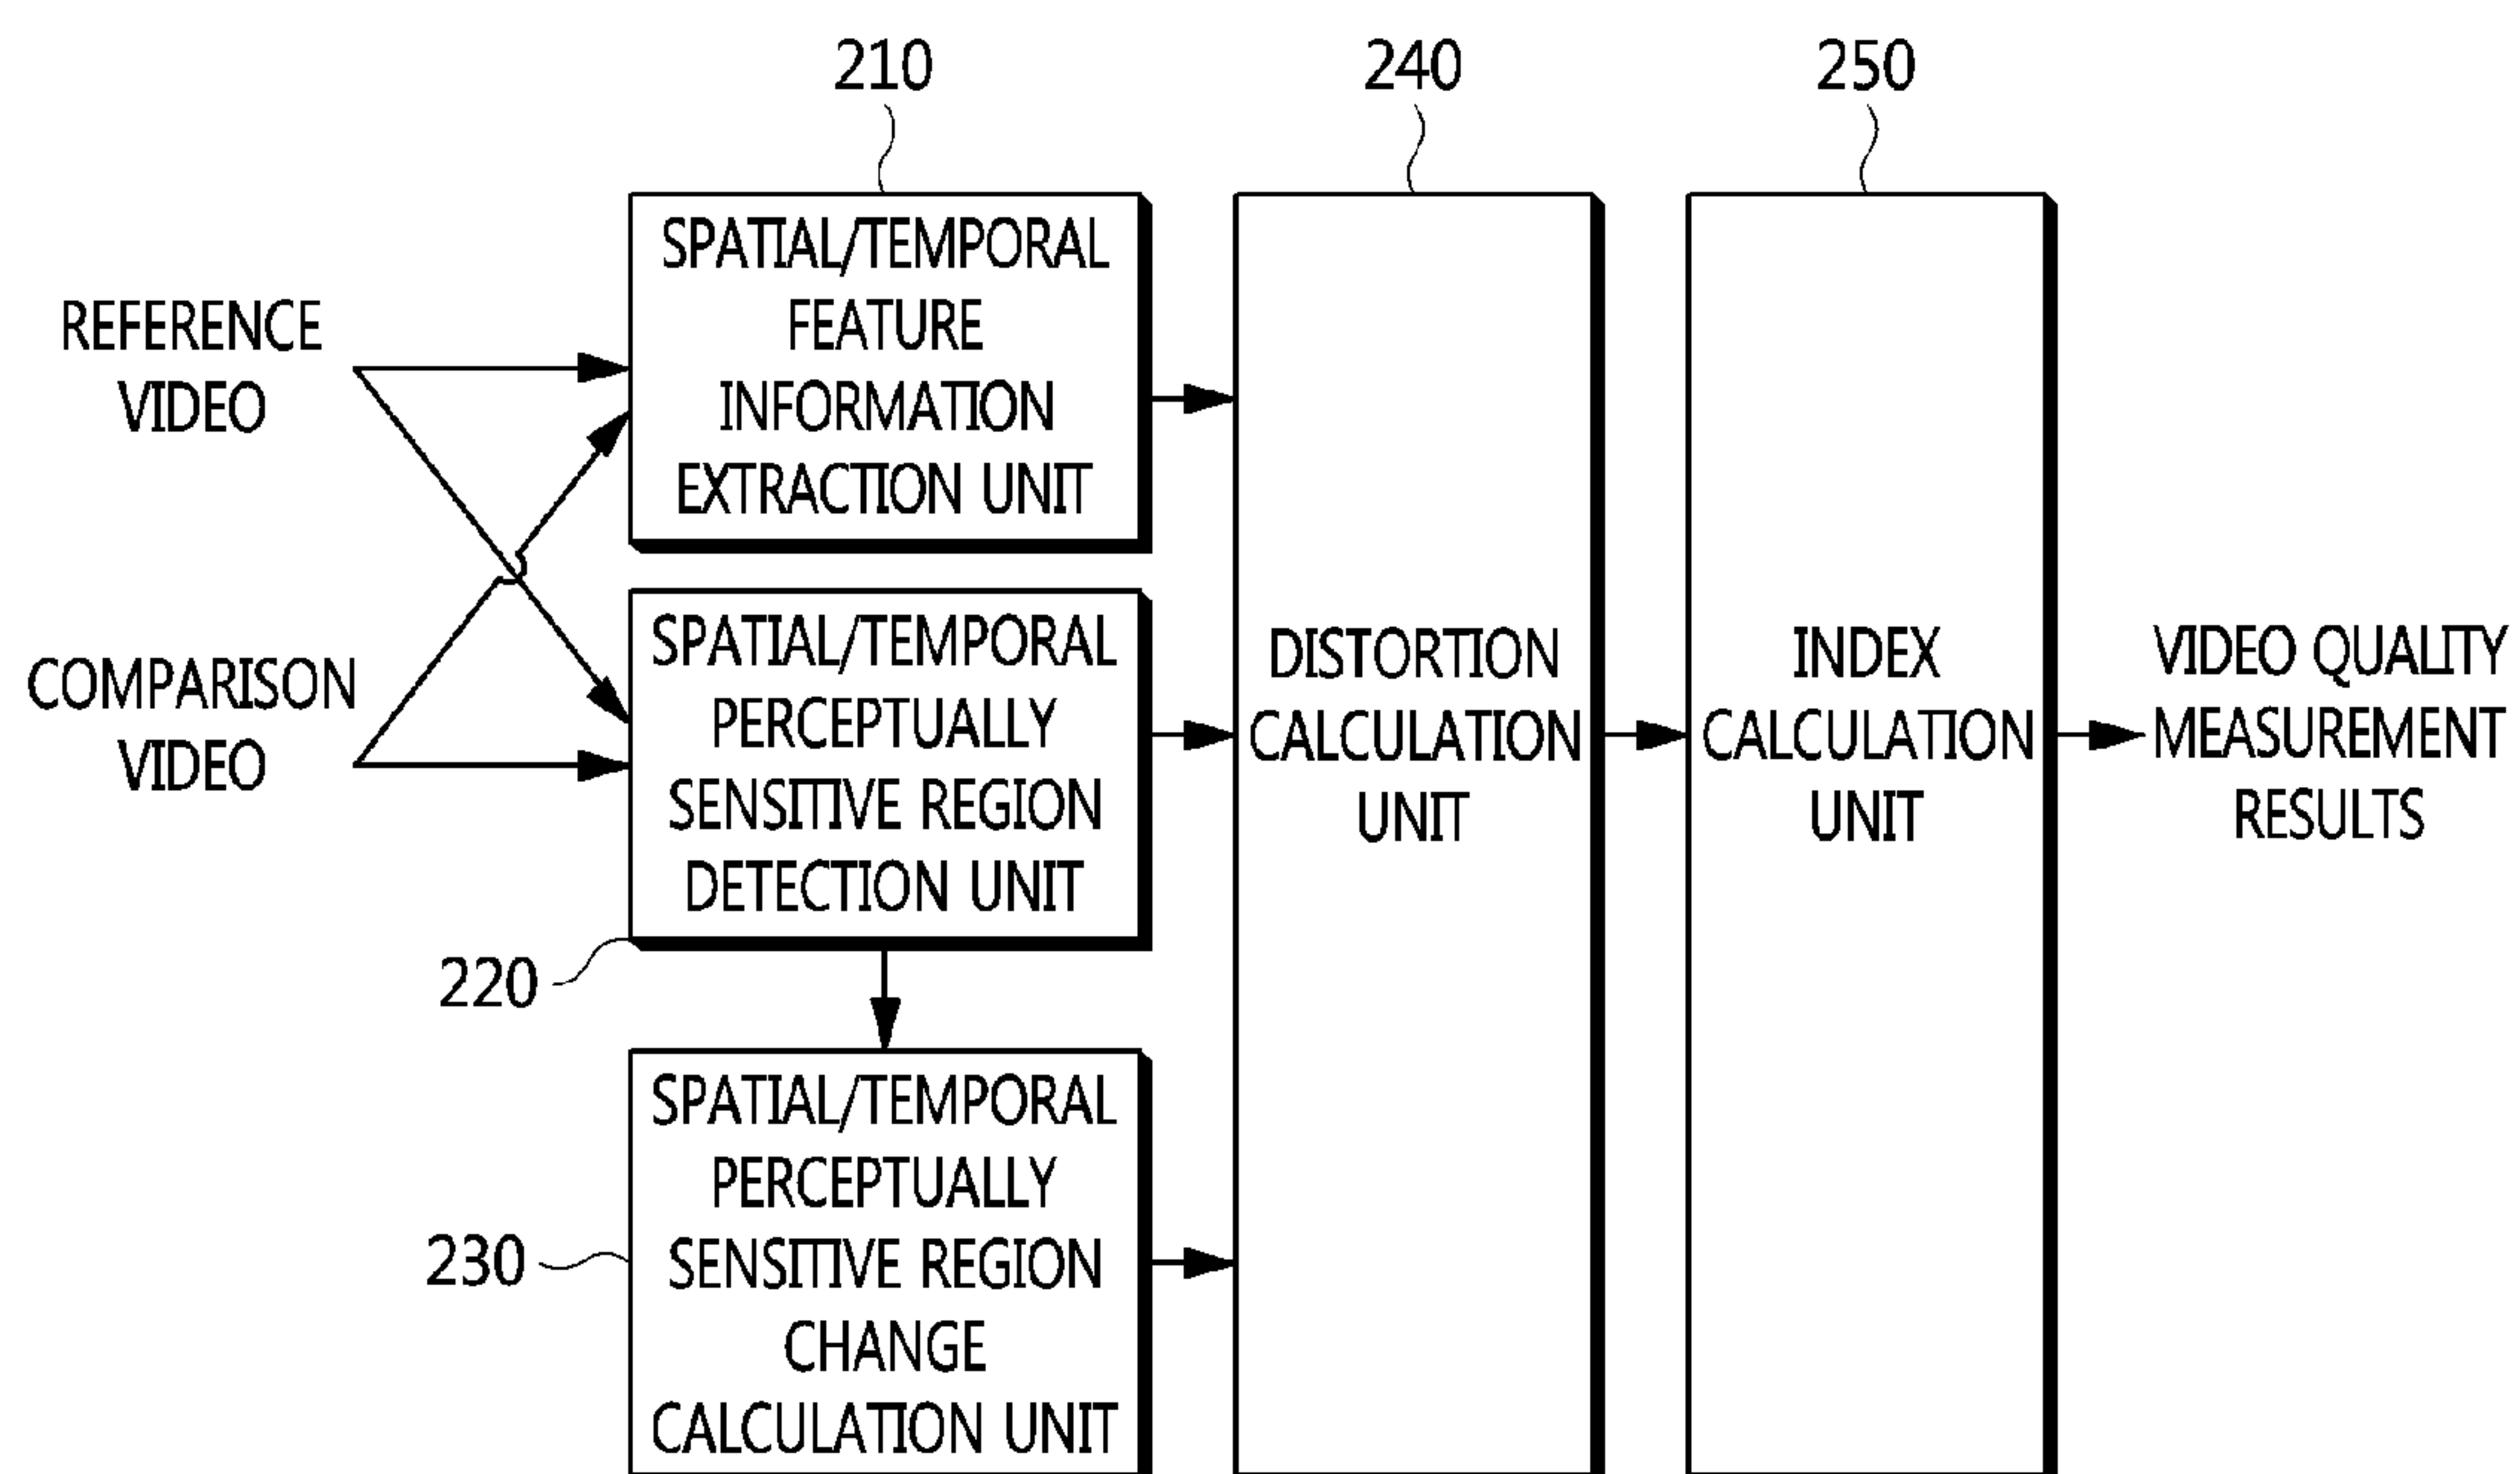 210
240
250
REFERENCE
VIDEO
COMPARISON
VIDEO
SPATIAL/TEMPORAL
FEATURE
INFORMATION
EXTRACTION UNIT
SPATIAL/TEMPORAL
PERCEPTUALLY
SENSITIVE REGION
DETECTION UNIT
220
SPATIAL/TEMPORAL
PERCEPTUALLY
SENSITIVE REGION
CHANGE
CALCULATION UNIT
230
DISTORTION
CALCULATION
UNIT
INDEX
CALCULATION
UNIT
VIDEO QUALITY
MEASUREMENT
RESULTS